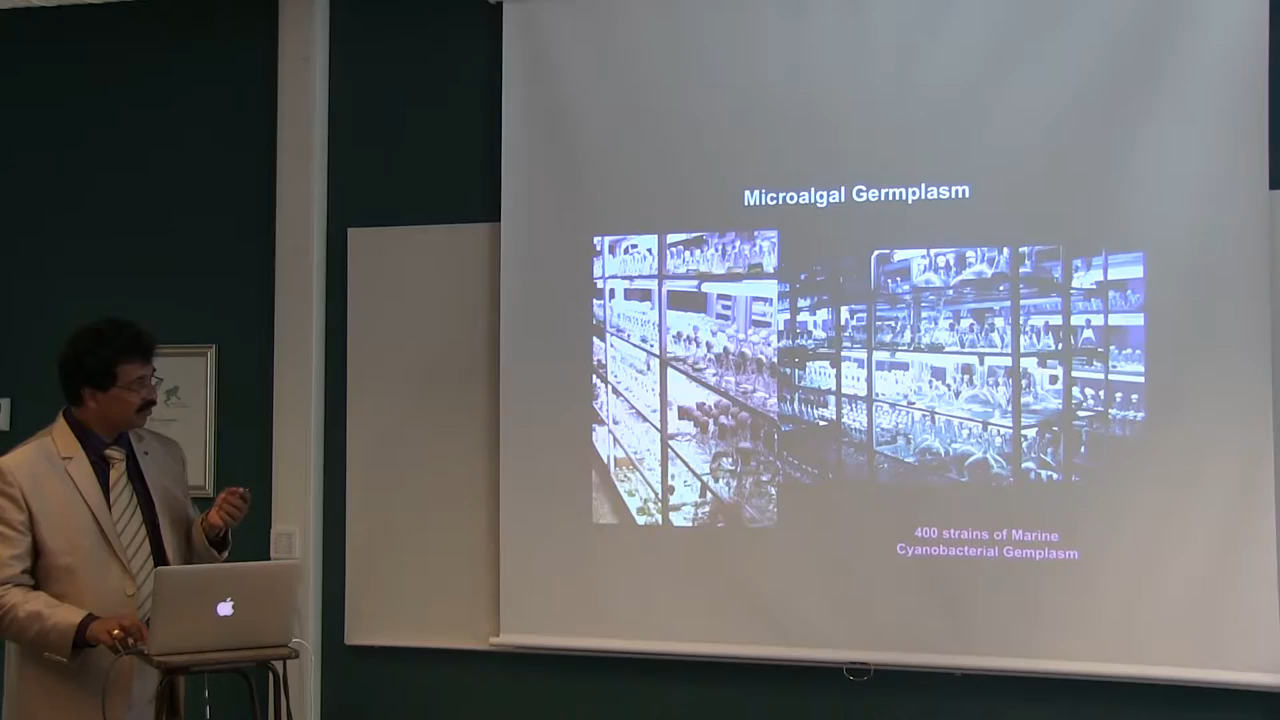 Microalgal Germplasm
400 strains of Marine
Cyanobacterial Gemplasm